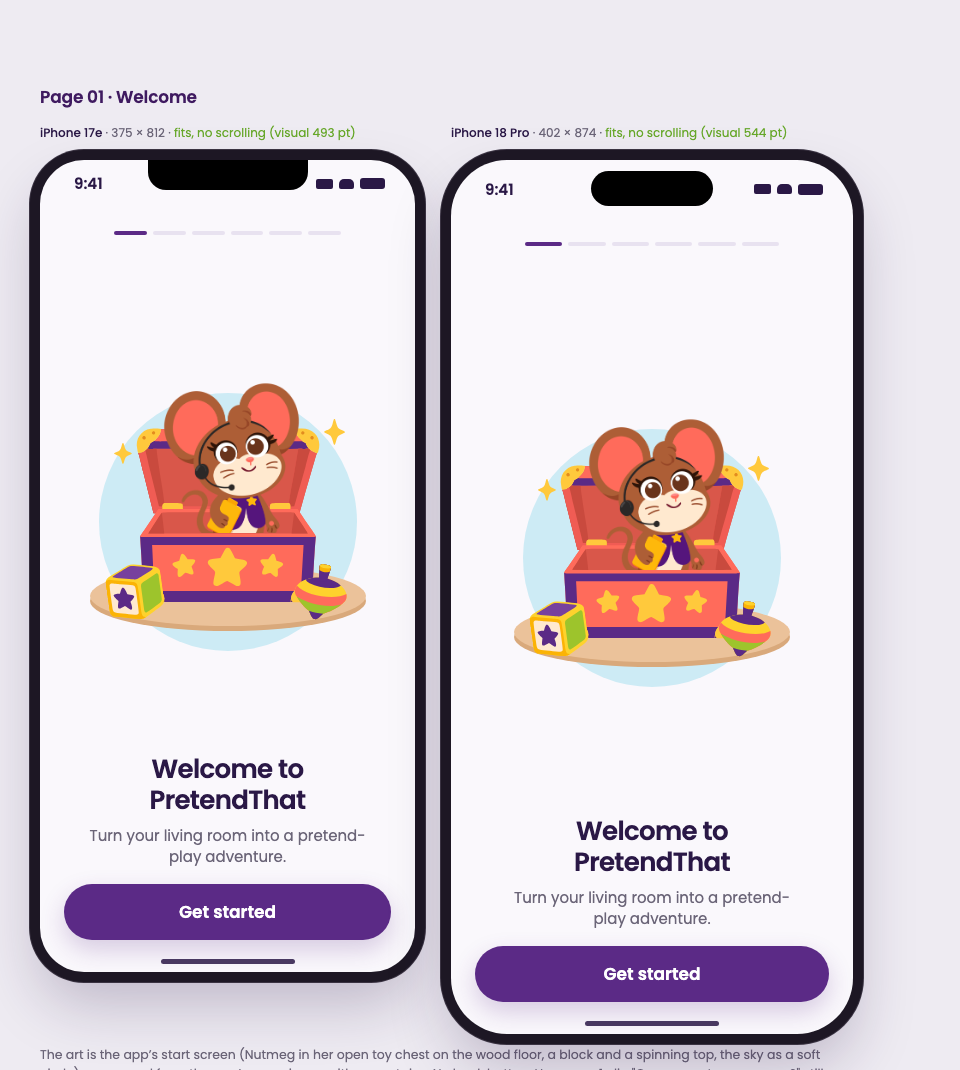 Page 01 · Welcome
iPhone 17e · 375 × 812 · fits, no scrolling (visual 493 pt)
iPhone 18 Pro · 402 × 874 · fits, no scrolling (visual 544 pt)
9:41
9:41
Welcome to
PretendThat
Turn your living room into a pretend-
play adventure.
Get started
Welcome to
PretendThat
Turn your living room into a pretend-
play adventure.
Get started
The art is the app’s start screen (Nutmeg in her open toy chest on the wood floor, a block and a spinning top, the sky as a soft